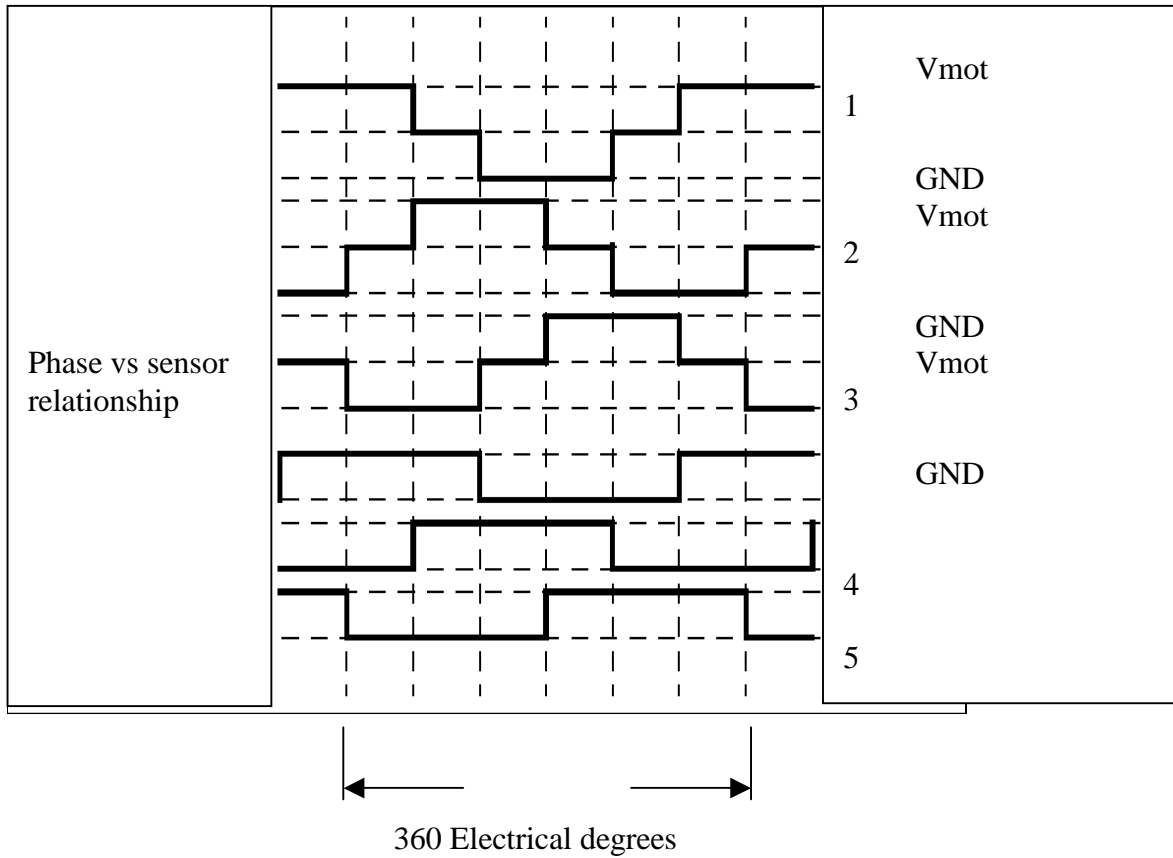 Vmot
1
GND
Vmot
2
GND
Phase vs sensor
Vmot
relationship
3
GND
4
5
360 Electrical degrees